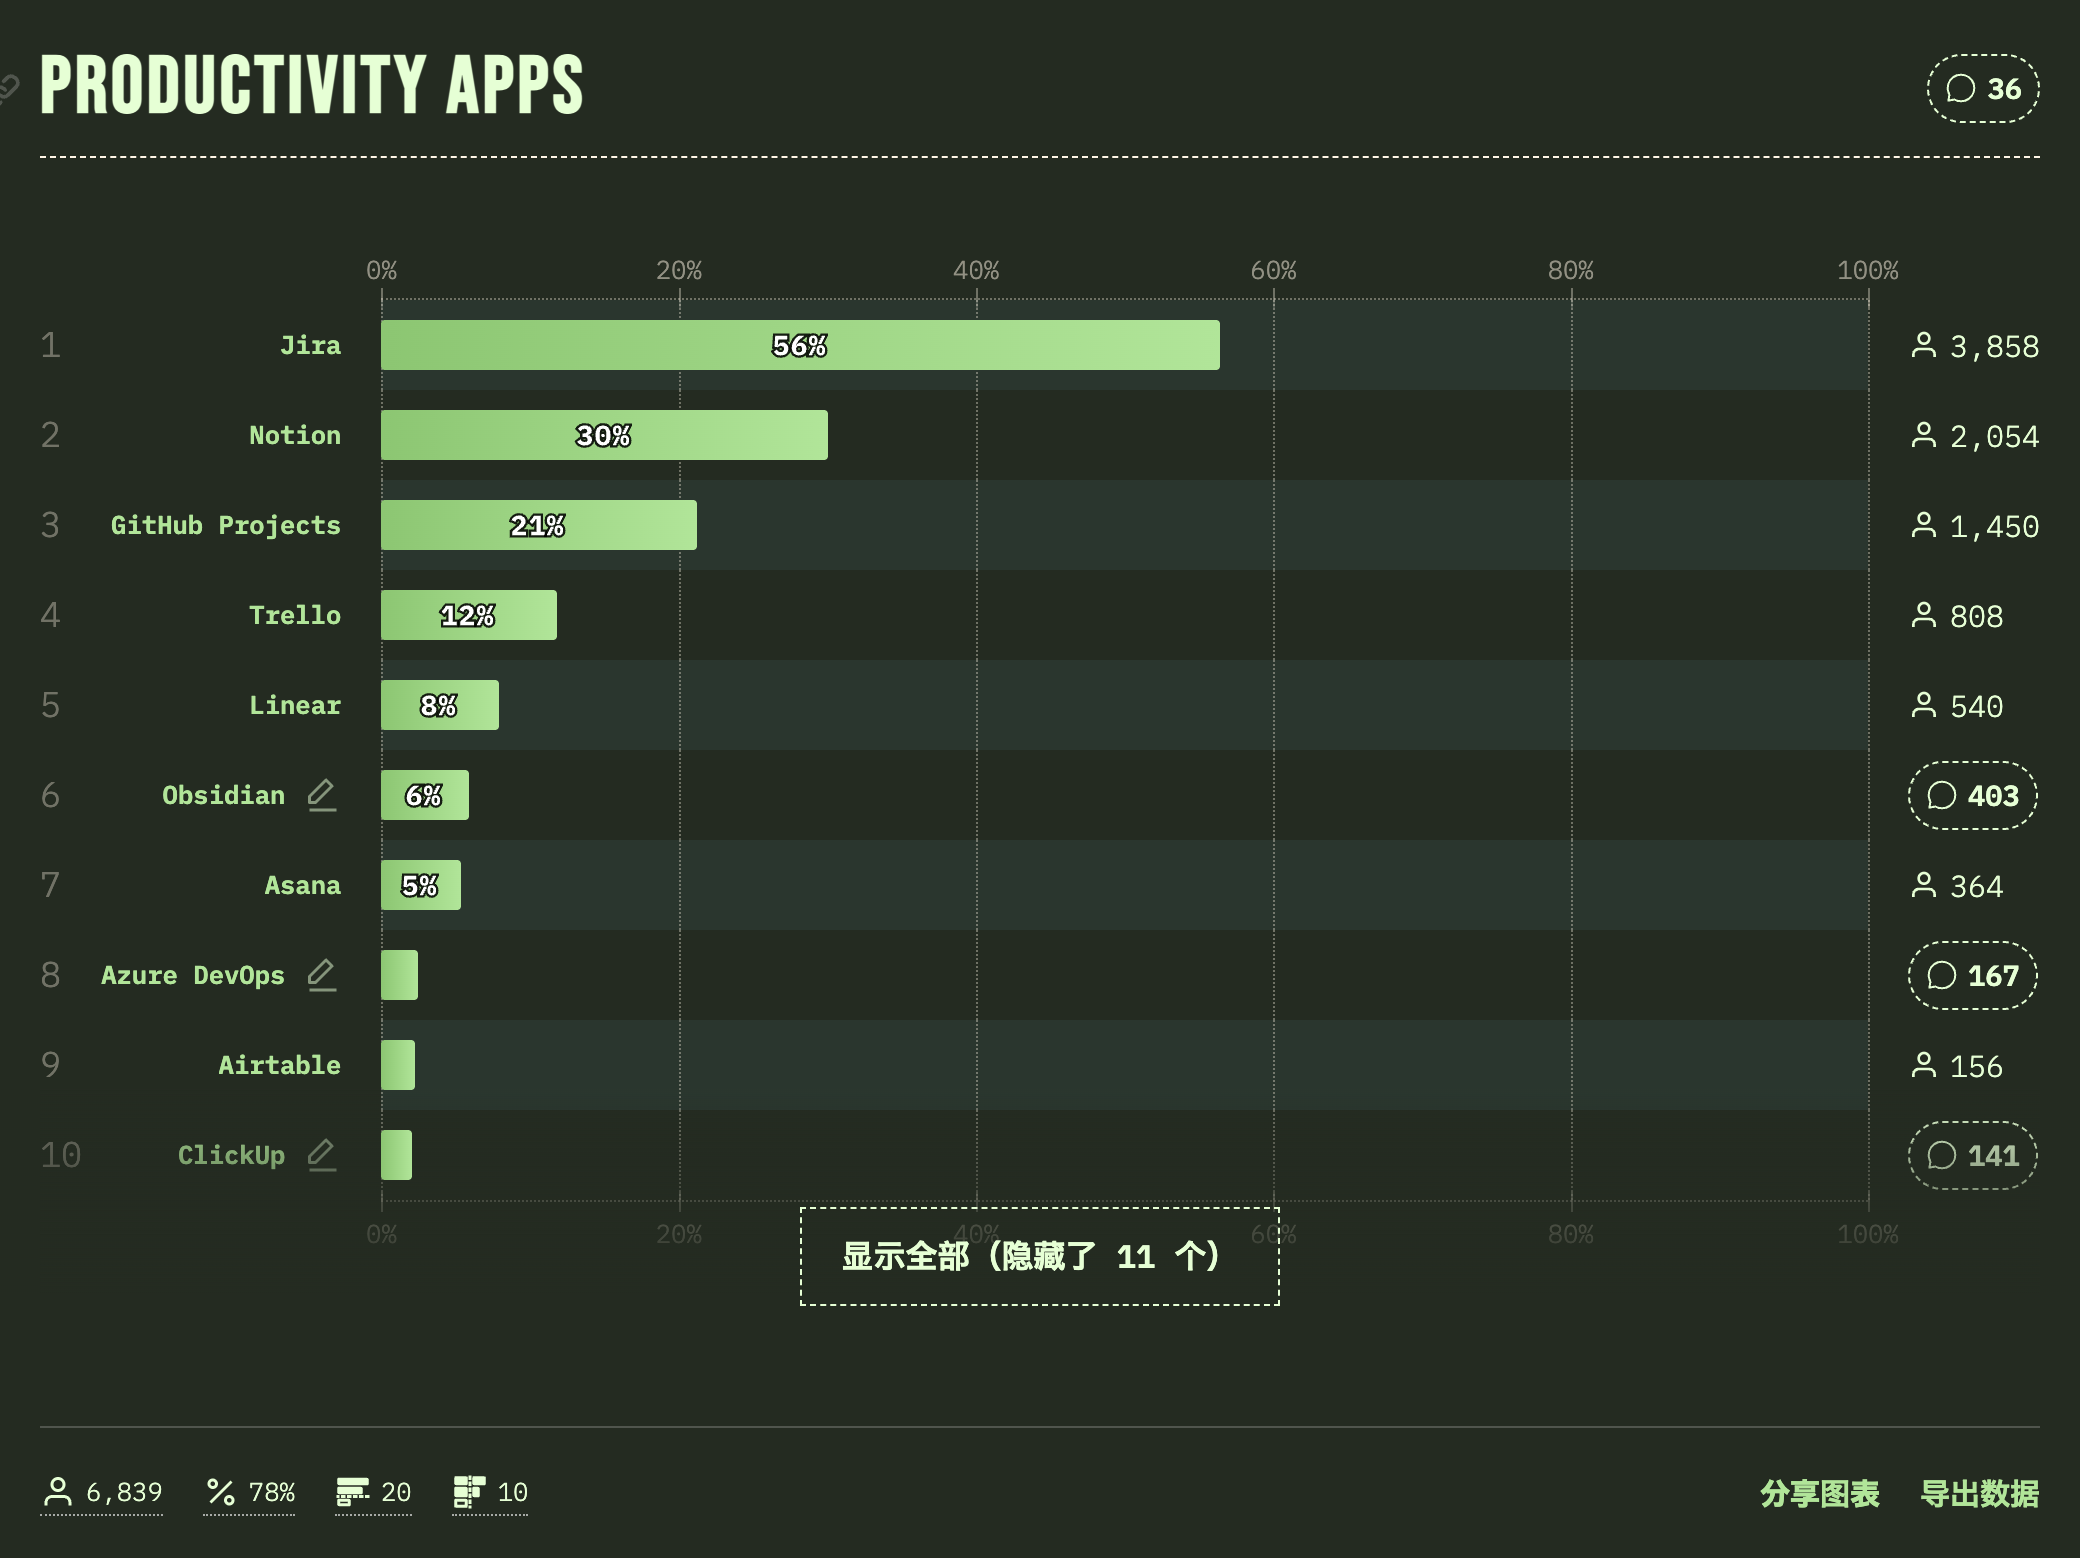 PRODUCTIVITY APPS
36
0% 20% 40% 60% 80% 100%
1 Jira 56% 3,858
2 Notion 30% 2,054
3 GitHub Projects 21% 1,450
4 Trello 12% 808
5 Linear 8% 540
6 Obsidian 6% 403
7 Asana 5% 364
8 Azure DevOps 167
9 Airtable 156
10 ClickUp 141
0% 20% 40% 60% 80% 100%
显示全部（隐藏了 11 个）
6,839 78% 20 10 分享图表 导出数据